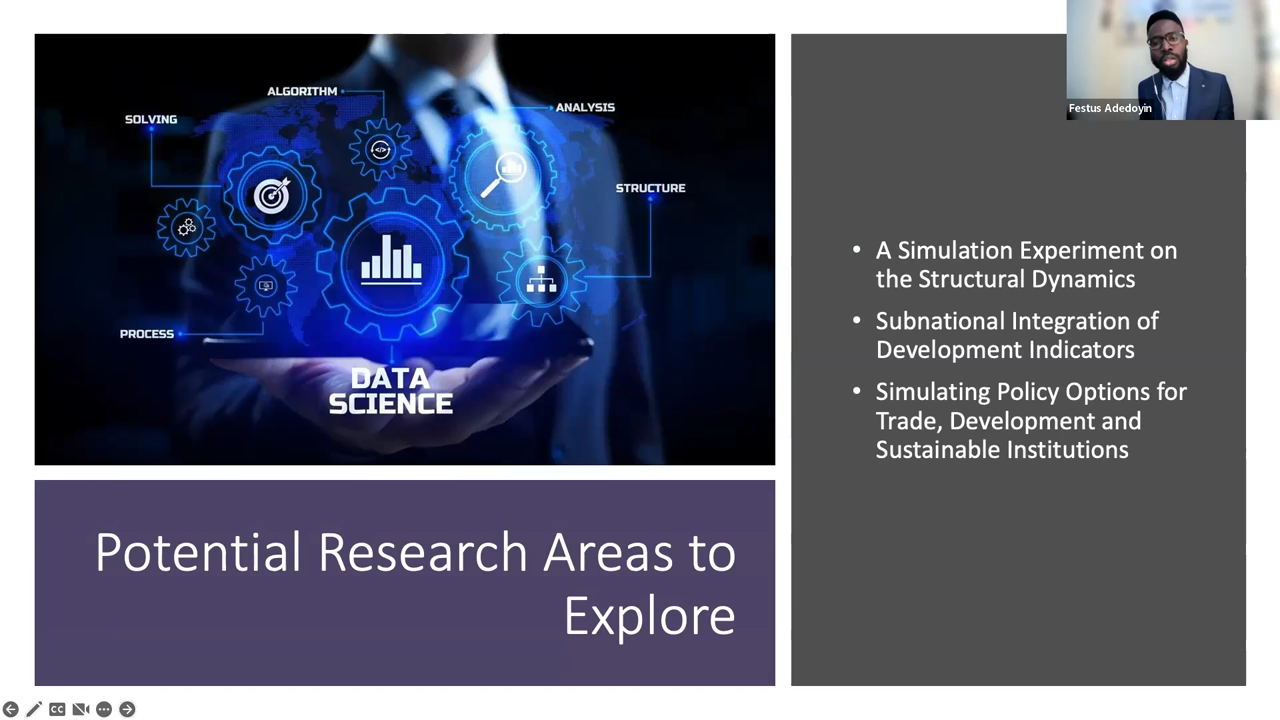 ALGORITHM
ANALYSIS
SOLVING
STRUCTURE
PROCESS
DATA
SCIENCE
Potential Research Areas to
Explore
• A Simulation Experiment on
the Structural Dynamics
• Subnational Integration of
Development Indicators
• Simulating Policy Options for
Trade, Development and
Sustainable Institutions
Festus Adedoyin
CC